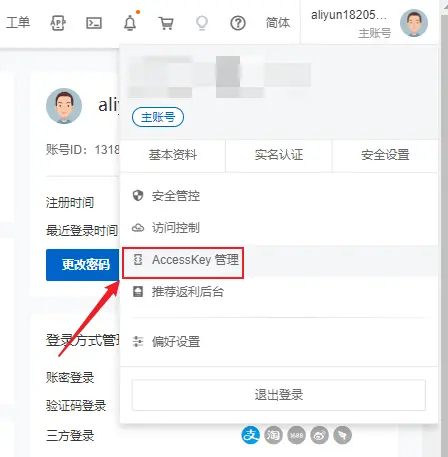 工单
简体
aliyun18205...
主账号
主账号
基本资料
实名认证
安全设置
安全管控
访问控制
AccessKey 管理
推荐返利后台
偏好设置
退出登录
aliy
账号ID：1318
注册时间
最近登录时间
更改密码
登录方式管理
账密登录
验证码登录
三方登录
支 淘 1688